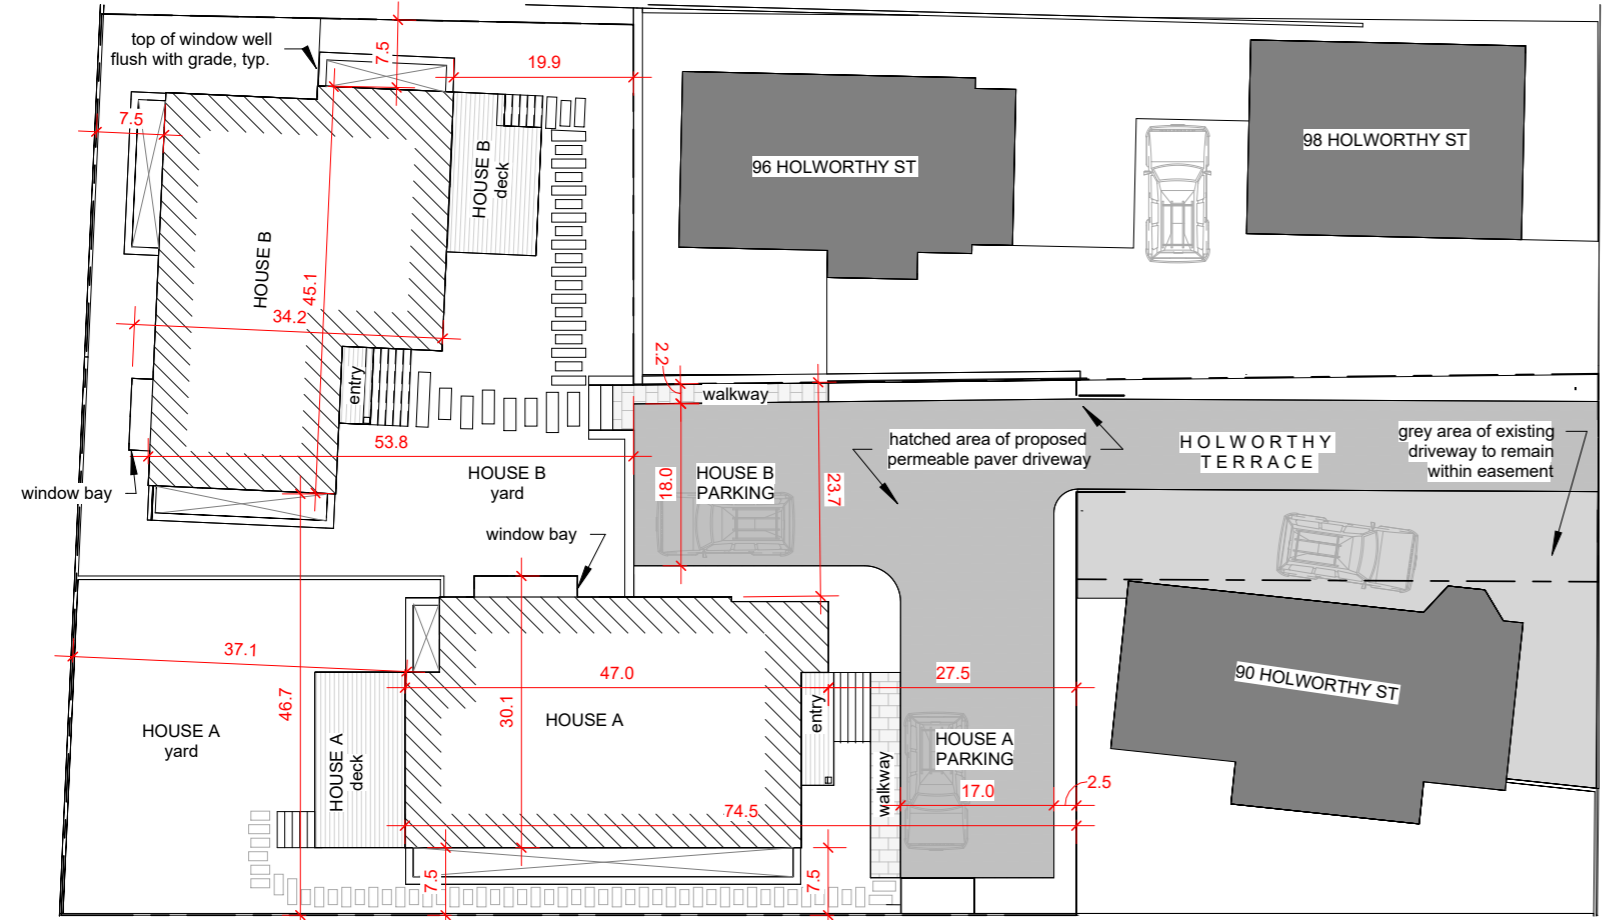 top of window well
flush with grade, typ.
7.5
19.9
7.5
HOUSE B
deck
HOUSE B
45.1
34.2
entry
53.8
window bay
HOUSE B
yard
window bay
96 HOLWORTHY ST
98 HOLWORTHY ST
2.2
walkway
hatched area of proposed
permeable paver driveway
HOLWORTHY
TERRACE
grey area of existing
driveway to remain
within easement
18.0
HOUSE B
PARKING
23.7
37.1
46.7
47.0
30.1
27.5
HOUSE A
yard
HOUSE A
deck
HOUSE A
entry
walkway
HOUSE A
PARKING
17.0
2.5
74.5
7.5
7.5
90 HOLWORTHY ST